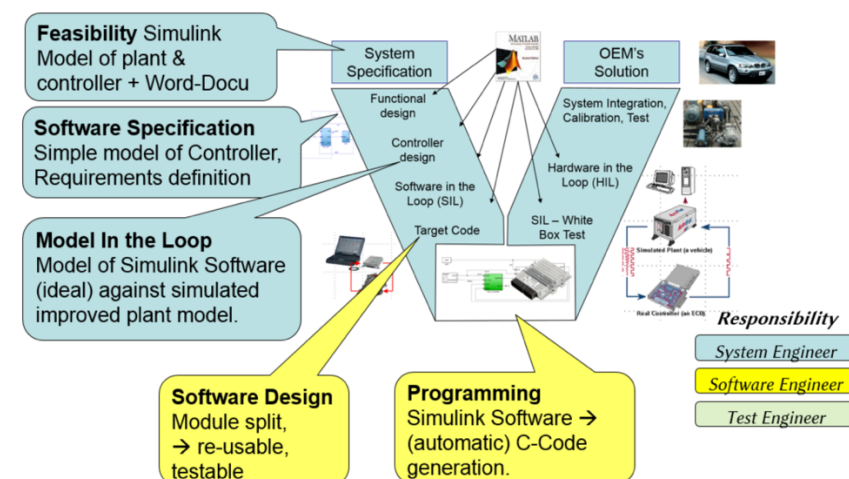 Feasibility Simulink
Model of plant &
controller + Word-Docu
System
Specification
MATLAB
OEM's
Solution
Functional
design
System Integration,
Calibration, Test
Software Specification
Simple model of Controller,
Requirements definition
Controller
design
Hardware in the
Loop (HIL)
Software in the
Loop (SIL)
SIL – White
Box Test
Target Code
Model In the Loop
Model of Simulink Software
(ideal) against simulated
improved plant model.
Simulated Plant (a vehicle)
Real Controller (an ECU)
Responsibility
System Engineer
Software Engineer
Test Engineer
Software Design
Module split,
→ re-usable,
testable
Programming
Simulink Software →
(automatic) C-Code
generation.